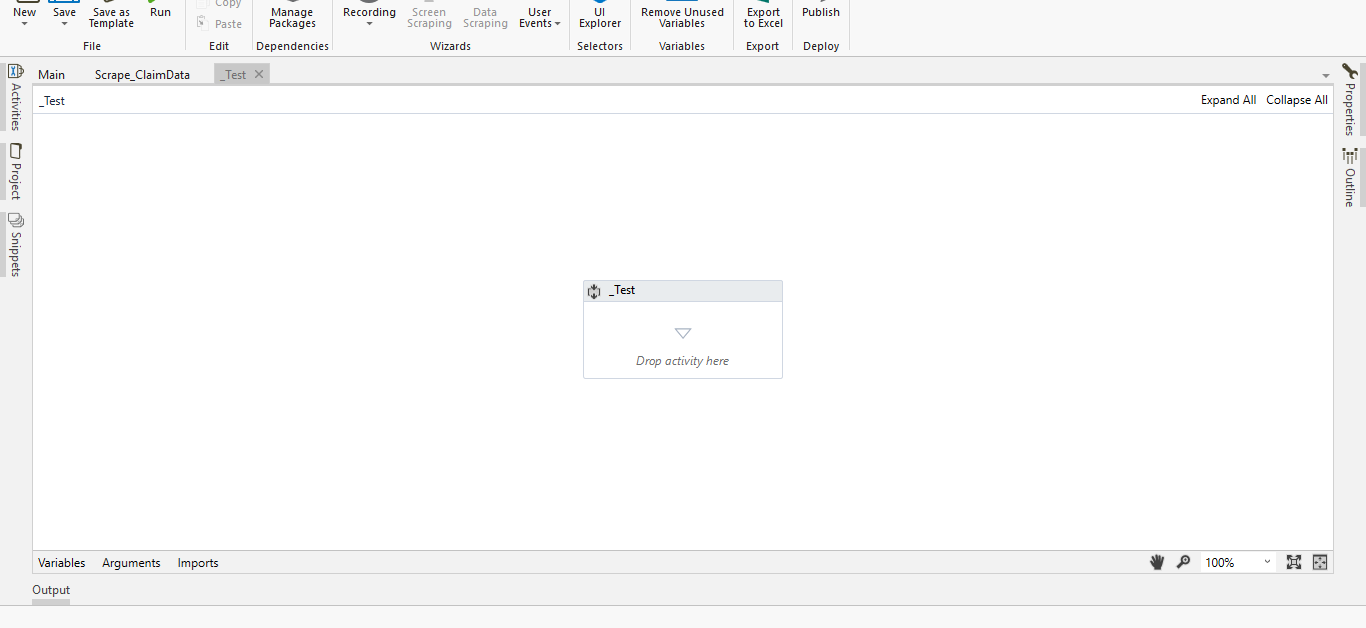 New
Save
Save as
Template
Run
File
Copy
Paste
Edit
Manage
Packages
Dependencies
Recording
Screen
Scraping
Data
Scraping
User
Events
Wizards
UI
Explorer
Selectors
Remove Unused
Variables
Variables
Export
to Excel
Export
Publish
Deploy
Activities
Project
Snippets
Main Scrape_ClaimData _Test
_Test Expand All Collapse All
_Test
Drop activity here
Properties
Outline
Variables Arguments Imports 100%
Output